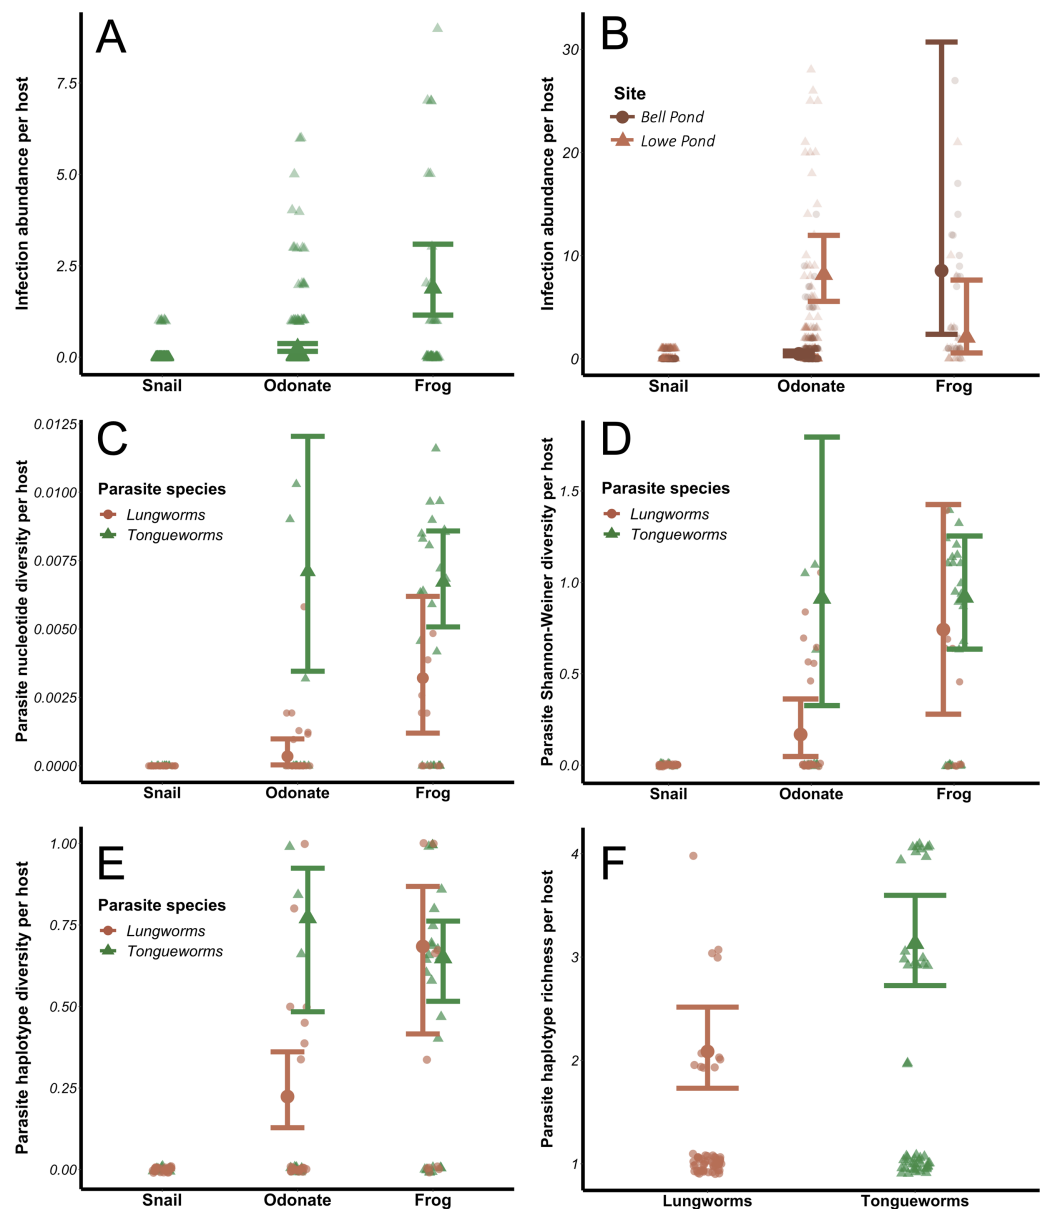 A
Infection abundance per host
7.5
5.0
2.5
0.0
Snail
Odonate
Frog
B
Infection abundance per host
30
20
10
0
Site
Bell Pond
Lowe Pond
Snail
Odonate
Frog
C
Parasite nucleotide diversity per host
0.0125
0.0100
0.0075
0.0050
0.0025
0.0000
Parasite species
Lungworms
Tongueworms
Snail
Odonate
Frog
D
Parasite Shannon-Weiner diversity per host
1.5
1.0
0.5
0.0
Parasite species
Lungworms
Tongueworms
Snail
Odonate
Frog
E
Parasite haplotype diversity per host
1.00
0.75
0.50
0.25
0.00
Parasite species
Lungworms
Tongueworms
Snail
Odonate
Frog
F
Parasite haplotype richness per host
4
3
2
1
Lungworms
Tongueworms